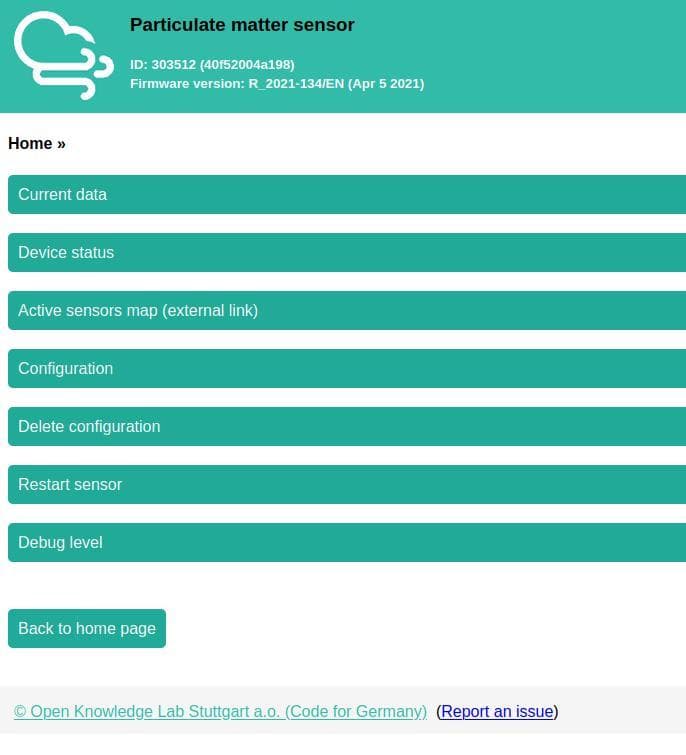 Particulate matter sensor
ID: 303512 (40f52004a198)
Firmware version: R_2021-134/EN (Apr 5 2021)
Home »
Current data
Device status
Active sensors map (external link)
Configuration
Delete configuration
Restart sensor
Debug level
Back to home page
© Open Knowledge Lab Stuttgart a.o. (Code for Germany) (Report an issue)